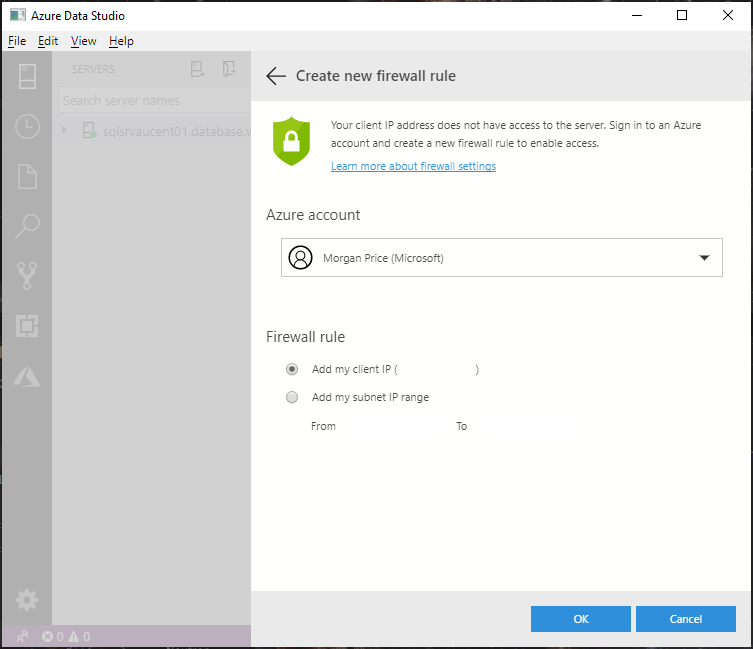 Azure Data Studio
File Edit View Help
SERVERS
Search server names
sqlsrvaucent01.database.w
Create new firewall rule
Your client IP address does not have access to the server. Sign in to an Azure
account and create a new firewall rule to enable access.
Learn more about firewall settings
Azure account
Morgan Price (Microsoft)
Firewall rule
Add my client IP ( )
Add my subnet IP range
From To
OK Cancel
0 0